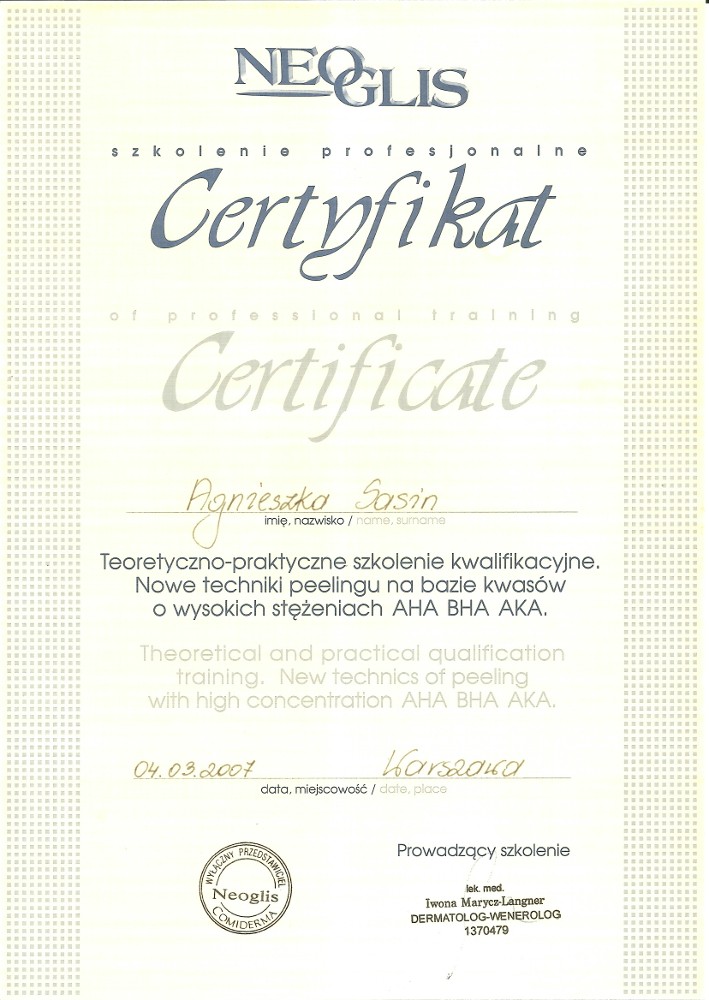 NEOGLIS
szkolenie profesjonalne
Certyfikat
of professional training
Certificate
Agnieszka Sasin
imię, nazwisko / name, surname
Teoretyczno-praktyczne szkolenie kwalifikacyjne.
Nowe techniki peelingu na bazie kwasów
o wysokich stężeniach AHA BHA AKA.
Theoretical and practical qualification
training. New technics of peeling
with high concentration AHA BHA AKA.
04.03.2007 Warszawa
data, miejscowość / date, place
WYŁĄCZNY PRZEDSTAWICIEL
Neoglis
COMIDERMA
Prowadzący szkolenie
lek. med.
Iwona Marycz-Langner
DERMATOLOG-WENEROLOG
1370479